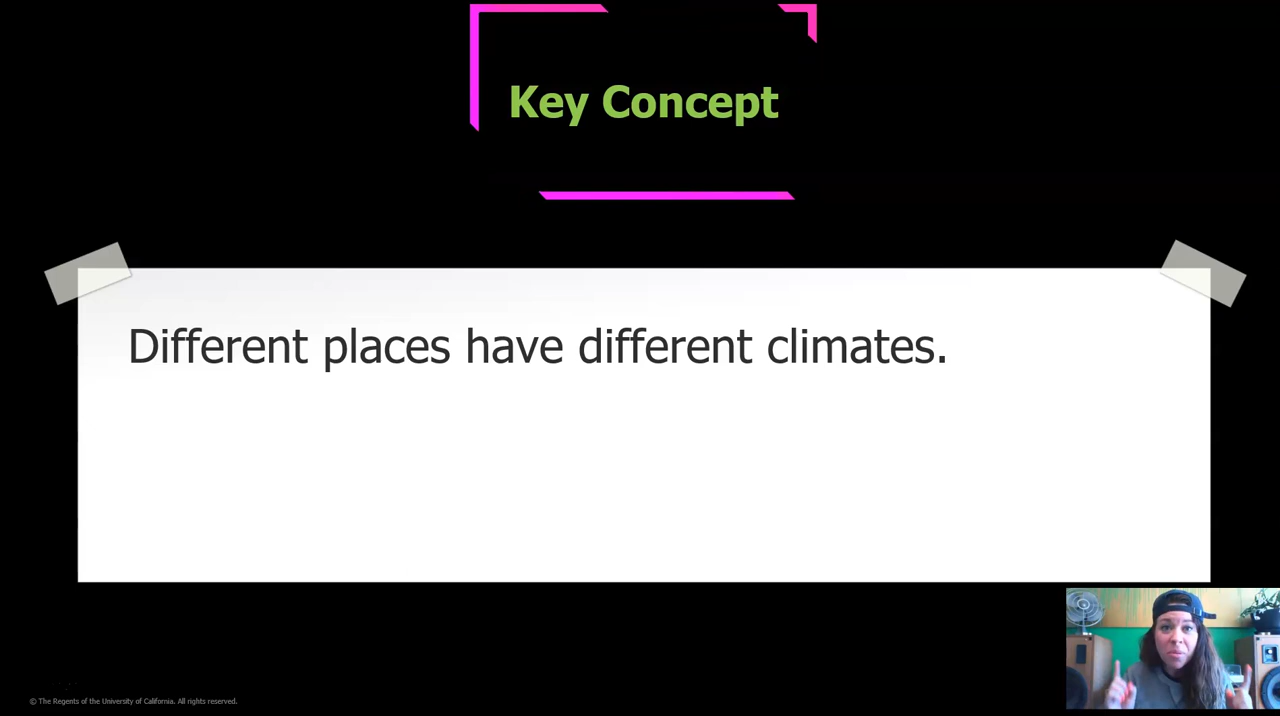 Key Concept
Different places have different climates.
© The Regents of the University of California. All rights reserved.